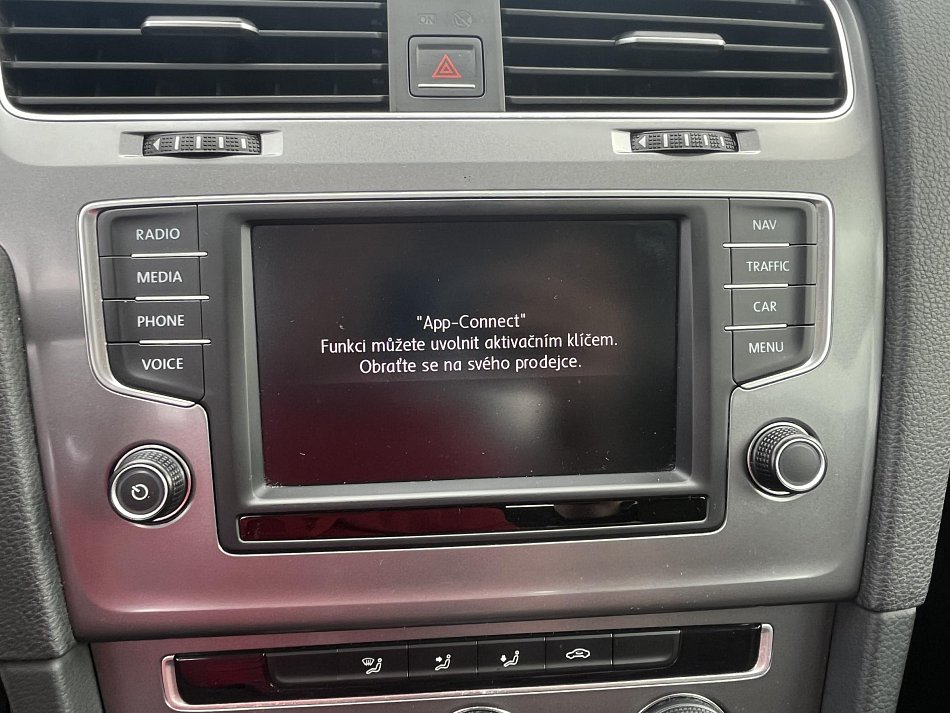 ON
RADIO
MEDIA
PHONE
VOICE
"App-Connect"
Funkci můžete uvolnit aktivačním klíčem.
Obraťte se na svého prodejce.
NAV
TRAFFIC
CAR
MENU